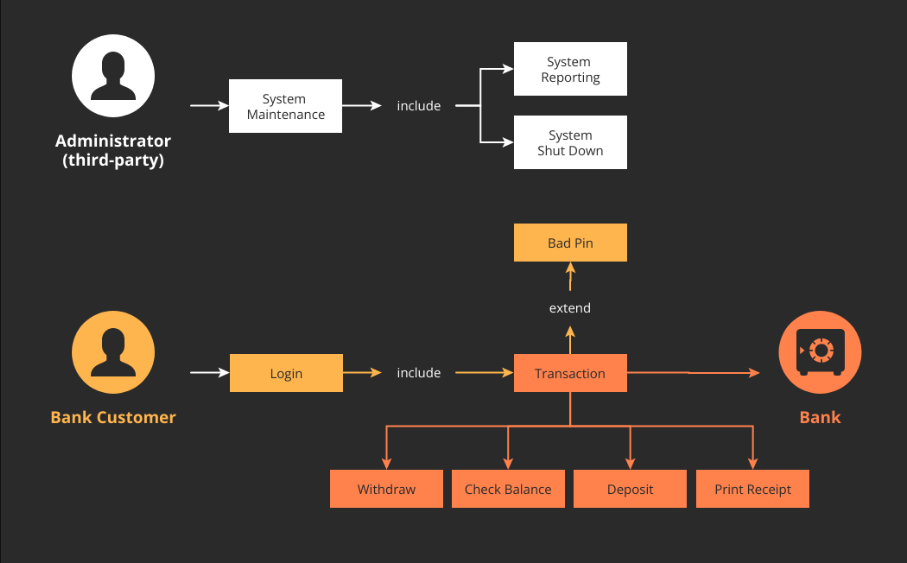 System
Reporting
System
Maintenance
include
Administrator
(third-party)
System
Shut Down
Bad Pin
extend
Login
include
Transaction
Bank Customer
Bank
Withdraw
Check Balance
Deposit
Print Receipt